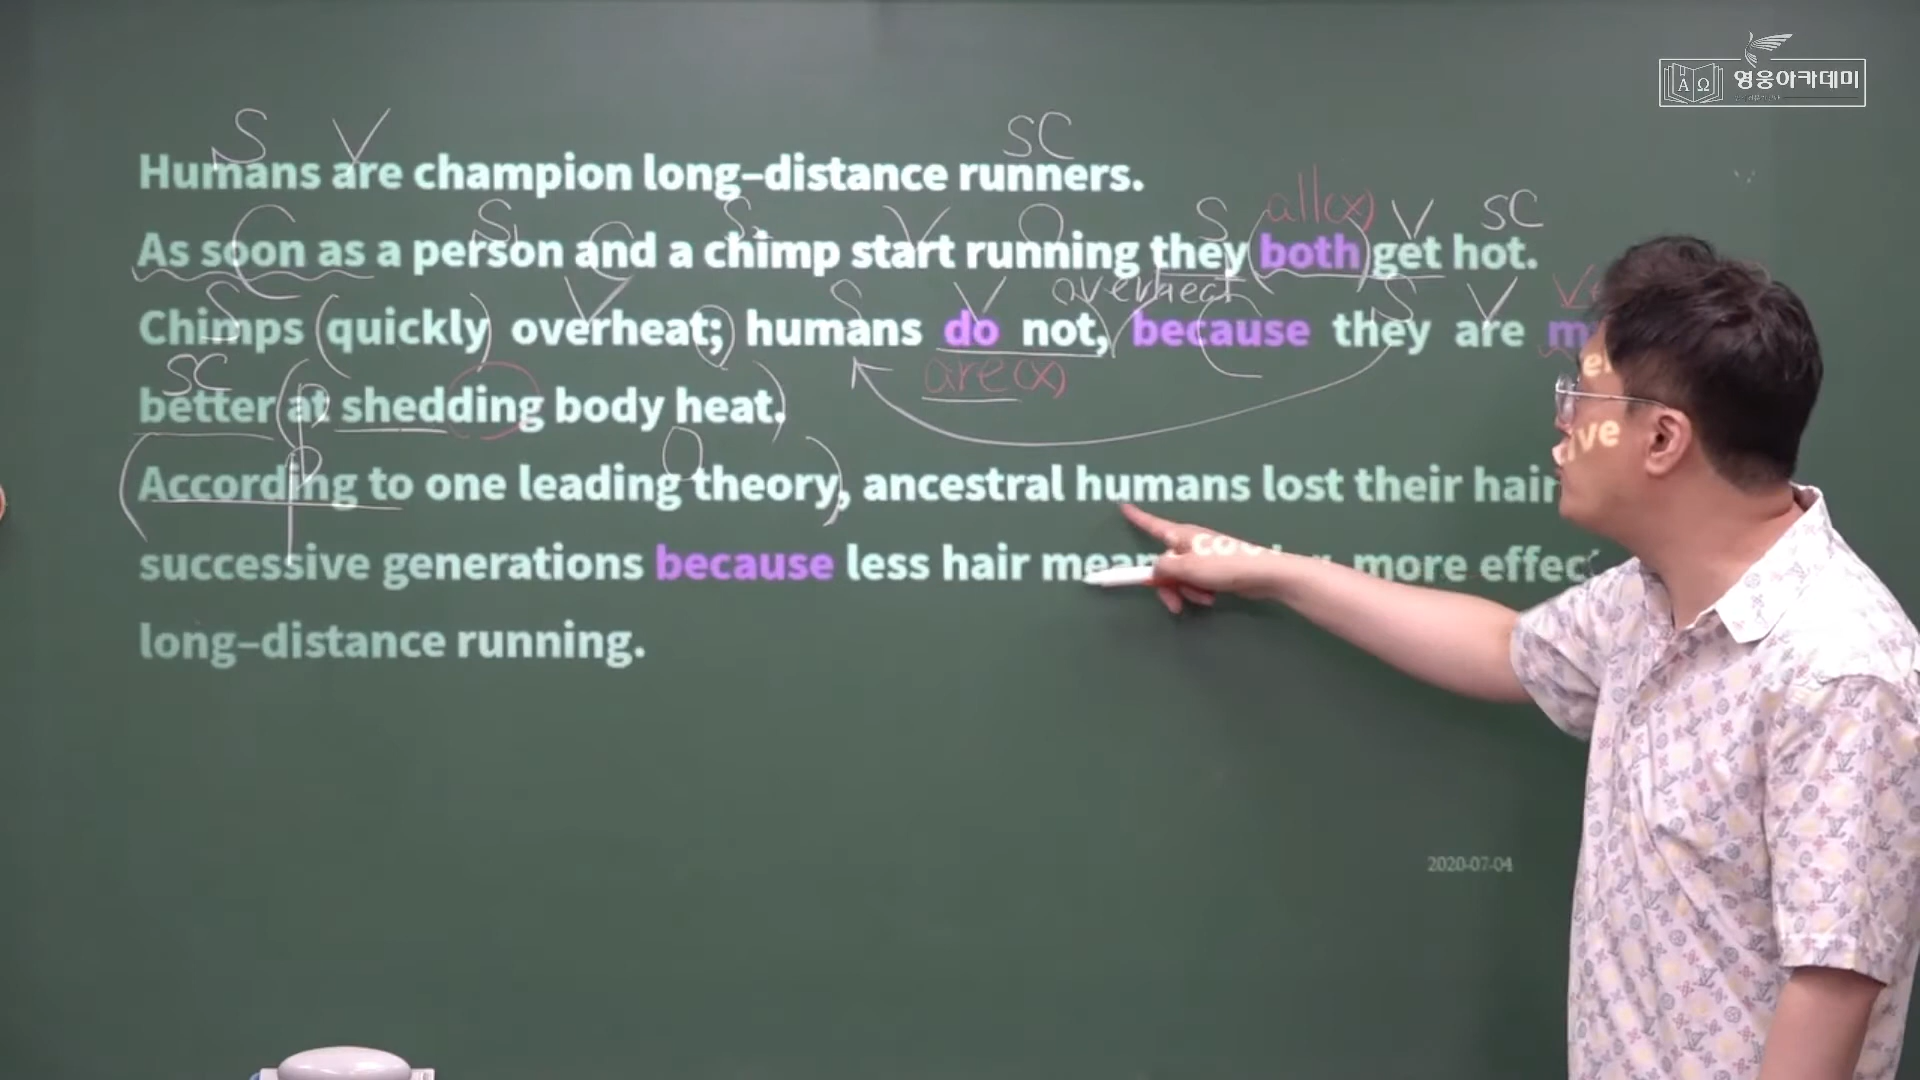 영웅아카데미
S V SC
Humans are champion long–distance runners.
C S C S V O S all(x) V SC
As soon as a person and a chimp start running they both get hot.
S V S V overheat S V
Chimps (quickly) overheat; humans do not, because they are
SC are(x)
better at shedding body heat.
P O
According to one leading theory, ancestral humans lost their hair
successive generations because less hair more effec
long–distance running.
2020-07-04